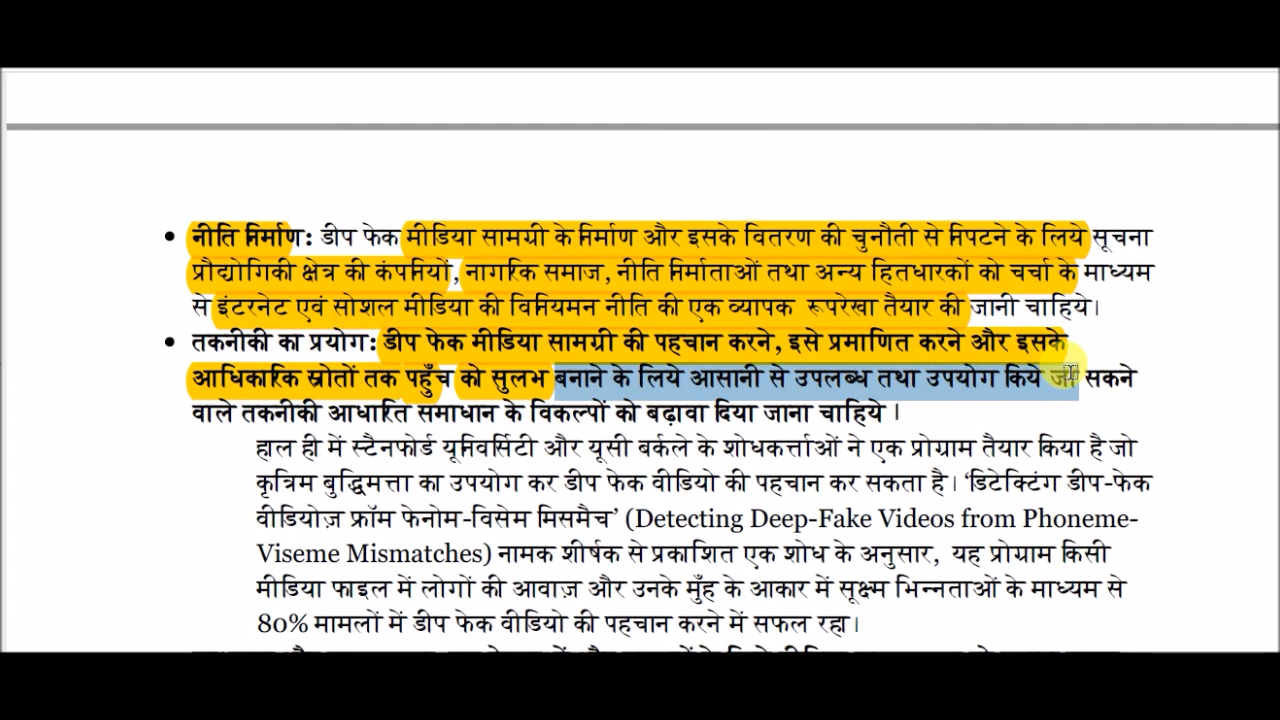 • नीति निर्माण: डीप फेक मीडिया सामग्री के निर्माण और इसके वितरण की चुनौती से निपटने के लिये सूचना
प्रौद्योगिकी क्षेत्र की कंपनियों, नागरिक समाज, नीति निर्माताओं तथा अन्य हितधारकों को चर्चा के माध्यम
से इंटरनेट एवं सोशल मीडिया की विनियमन नीति की एक व्यापक रूपरेखा तैयार की जानी चाहिये।
• तकनीकी का प्रयोग: डीप फेक मीडिया सामग्री की पहचान करने, इसे प्रमाणित करने और इसके
आधिकारिक स्रोतों तक पहुँच को सुलभ बनाने के लिये आसानी से उपलब्ध तथा उपयोग किये जा सकने
वाले तकनीकी आधारित समाधान के विकल्पों को बढ़ावा दिया जाना चाहिये ।
हाल ही में स्टैनफोर्ड यूनिवर्सिटी और यूसी बर्कले के शोधकर्त्ताओं ने एक प्रोग्राम तैयार किया है जो
कृत्रिम बुद्धिमत्ता का उपयोग कर डीप फेक वीडियो की पहचान कर सकता है। ‘डिटेक्टिंग डीप-फेक
वीडियोज़ फ्रॉम फेनोम-विसेम मिसमैच’ (Detecting Deep-Fake Videos from Phoneme-
Viseme Mismatches) नामक शीर्षक से प्रकाशित एक शोध के अनुसार, यह प्रोग्राम किसी
मीडिया फाइल में लोगों की आवाज़ और उनके मुँह के आकार में सूक्ष्म भिन्नताओं के माध्यम से
80% मामलों में डीप फेक वीडियो की पहचान करने में सफल रहा।